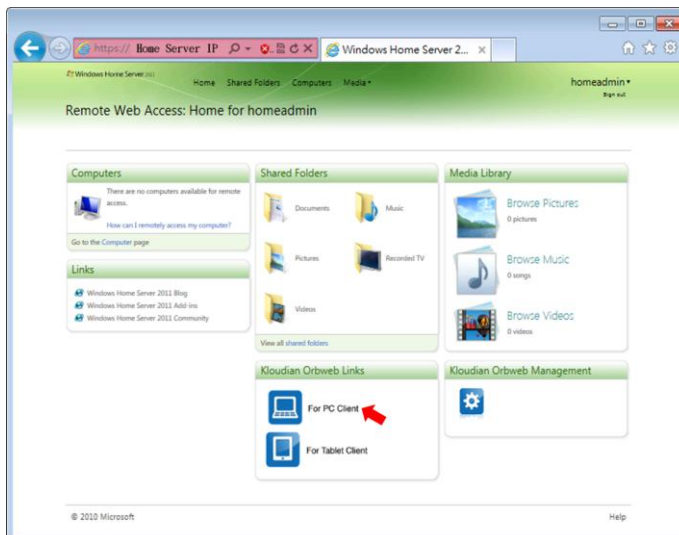 https:// Home Server IP
Windows Home Server 2...
Windows Home Server 2011
Home Shared Folders Computers Media
homeadmin
Sign out
Remote Web Access: Home for homeadmin
Computers
There are no computers available for remote
access.
How can I remotely access my computer?
Go to the Computer page
Links
Windows Home Server 2011 Blog
Windows Home Server 2011 Add-ins
Windows Home Server 2011 Community
Shared Folders
Documents
Music
Pictures
Recorded TV
Videos
View all shared folders
Media Library
Browse Pictures
0 pictures
Browse Music
0 songs
Browse Videos
0 videos
Kloudian Orbweb Links
For PC Client
For Tablet Client
Kloudian Orbweb Management
© 2010 Microsoft
Help